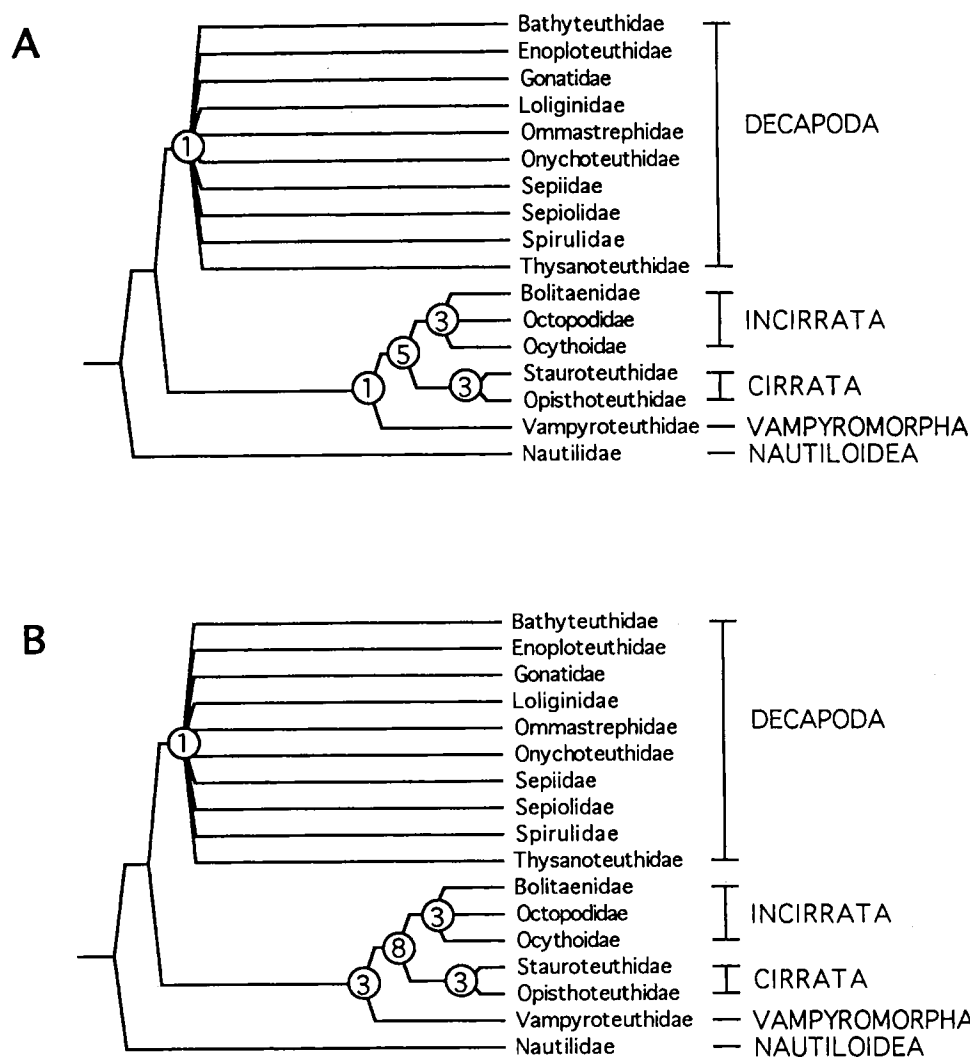 A
Bathyteuthidae
Enoploteuthidae
Gonatidae
Loliginidae
Ommastrephidae
Onychoteuthidae
Sepiidae
Sepiolidae
Spirulidae
Thysanoteuthidae
DECAPODA
1
Bolitaenidae
Octopodidae
Ocythoidae
INCIRRATA
3
5
Stauroteuthidae
Opisthoteuthidae
CIRRATA
3
1
Vampyroteuthidae
VAMPYROMORPHA
Nautilidae
NAUTILOIDEA
B
Bathyteuthidae
Enoploteuthidae
Gonatidae
Loliginidae
Ommastrephidae
Onychoteuthidae
Sepiidae
Sepiolidae
Spirulidae
Thysanoteuthidae
DECAPODA
1
Bolitaenidae
Octopodidae
Ocythoidae
INCIRRATA
3
8
Stauroteuthidae
Opisthoteuthidae
CIRRATA
3
3
Vampyroteuthidae
VAMPYROMORPHA
Nautilidae
NAUTILOIDEA